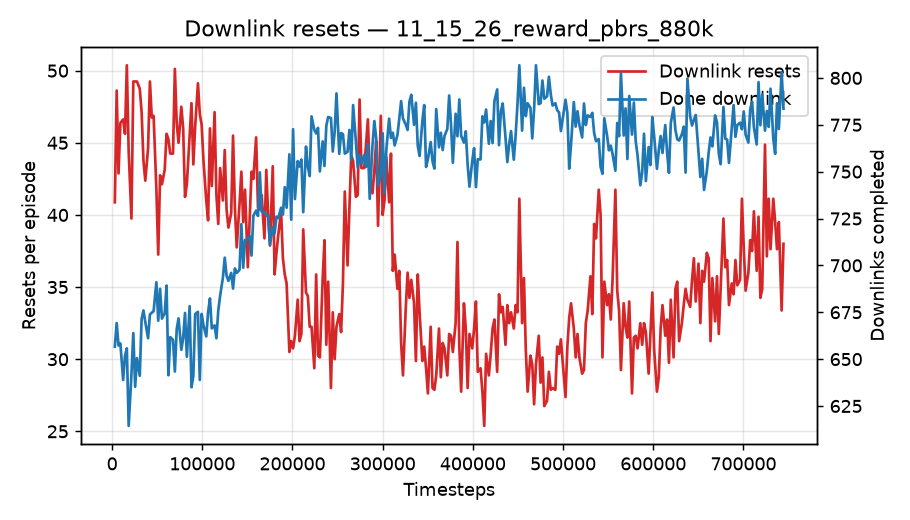 Downlink resets — 11_15_26_reward_pbrs_880k
Downlink resets
Done downlink
Resets per episode
Downlinks completed
50
45
40
35
30
25
800
775
750
725
700
675
650
625
0 100000 200000 300000 400000 500000 600000 700000
Timesteps